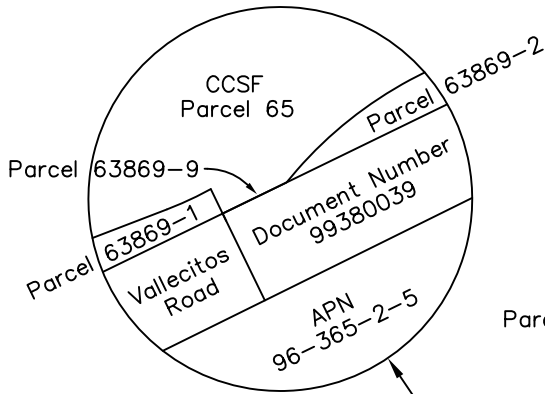 CCSF
Parcel 65
Parcel 63869-2
Parcel 63869-9
Document Number
99380039
Parcel 63869-1
Vallecitos
Road
APN
96-365-2-5